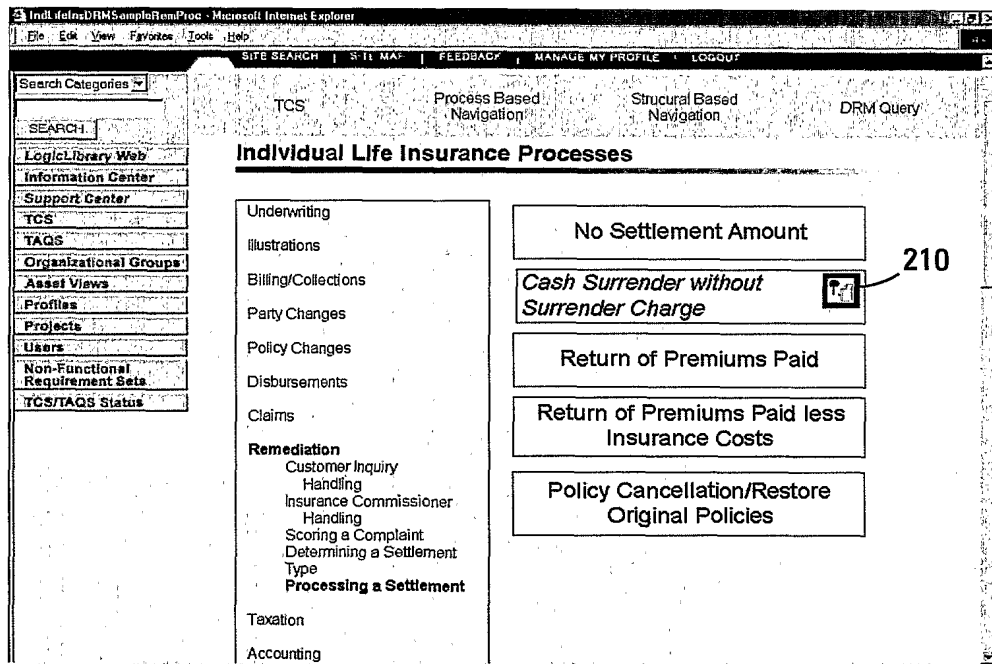 IndLifeInsDRMSampleRemProc - Microsoft Internet Explorer
File Edit View Favorites Tools Help
SITE SEARCH | SITE MAP | FEEDBACK | MANAGE MY PROFILE | LOGOUT
Search Categories
SEARCH
TCS
Process Based
Navigation
Strucural Based
Navigation
DRM Query
LogicLibrary Web
Information Center
Support Center
TCS
TAQS
Organizational Groups
Asset Views
Profiles
Projects
Users
Non-Functional
Requirement Sets
TCS/TAQS Status
Individual Life Insurance Processes
Underwriting
Illustrations
Billing/Collections
Party Changes
Policy Changes
Disbursements
Claims
Remediation
Customer Inquiry
Handling
Insurance Commissioner
Handling
Scoring a Complaint
Determining a Settlement
Type
Processing a Settlement
Taxation
Accounting
No Settlement Amount
Cash Surrender without
Surrender Charge
210
Return of Premiums Paid
Return of Premiums Paid less
Insurance Costs
Policy Cancellation/Restore
Original Policies